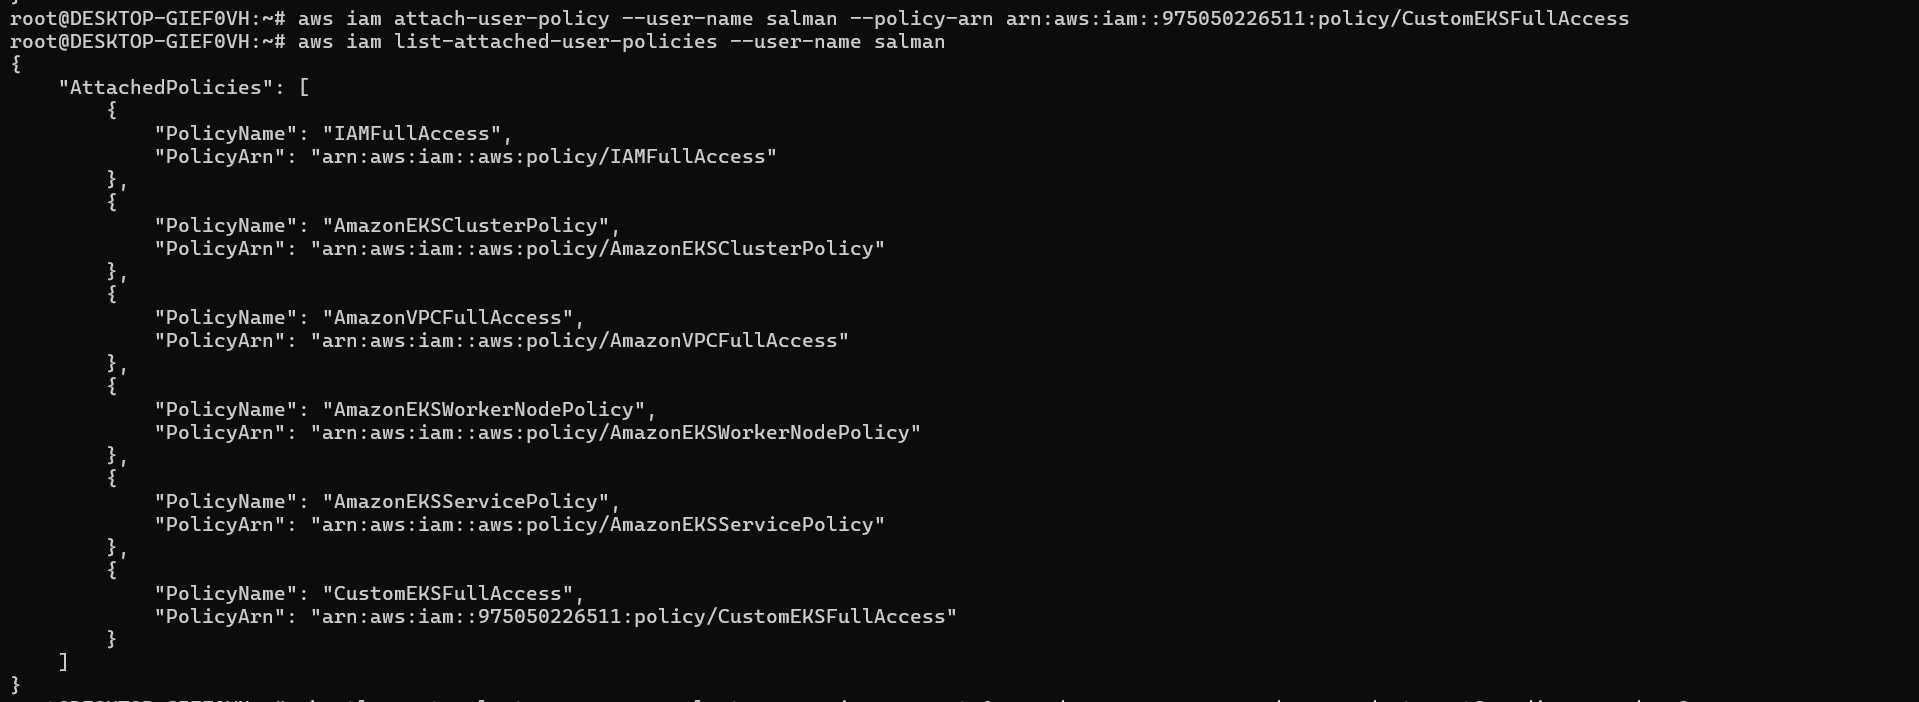 }
root@DESKTOP-GIEF0VH:~# aws iam attach-user-policy --user-name salman --policy-arn arn:aws:iam::975050226511:policy/CustomEKSFullAccess
root@DESKTOP-GIEF0VH:~# aws iam list-attached-user-policies --user-name salman
{
    "AttachedPolicies": [
        {
            "PolicyName": "IAMFullAccess",
            "PolicyArn": "arn:aws:iam::aws:policy/IAMFullAccess"
        },
        {
            "PolicyName": "AmazonEKSClusterPolicy",
            "PolicyArn": "arn:aws:iam::aws:policy/AmazonEKSClusterPolicy"
        },
        {
            "PolicyName": "AmazonVPCFullAccess",
            "PolicyArn": "arn:aws:iam::aws:policy/AmazonVPCFullAccess"
        },
        {
            "PolicyName": "AmazonEKSWorkerNodePolicy",
            "PolicyArn": "arn:aws:iam::aws:policy/AmazonEKSWorkerNodePolicy"
        },
        {
            "PolicyName": "AmazonEKSServicePolicy",
            "PolicyArn": "arn:aws:iam::aws:policy/AmazonEKSServicePolicy"
        },
        {
            "PolicyName": "CustomEKSFullAccess",
            "PolicyArn": "arn:aws:iam::975050226511:policy/CustomEKSFullAccess"
        }
    ]
}
root@DESKTOP-GIEF0VH:~#